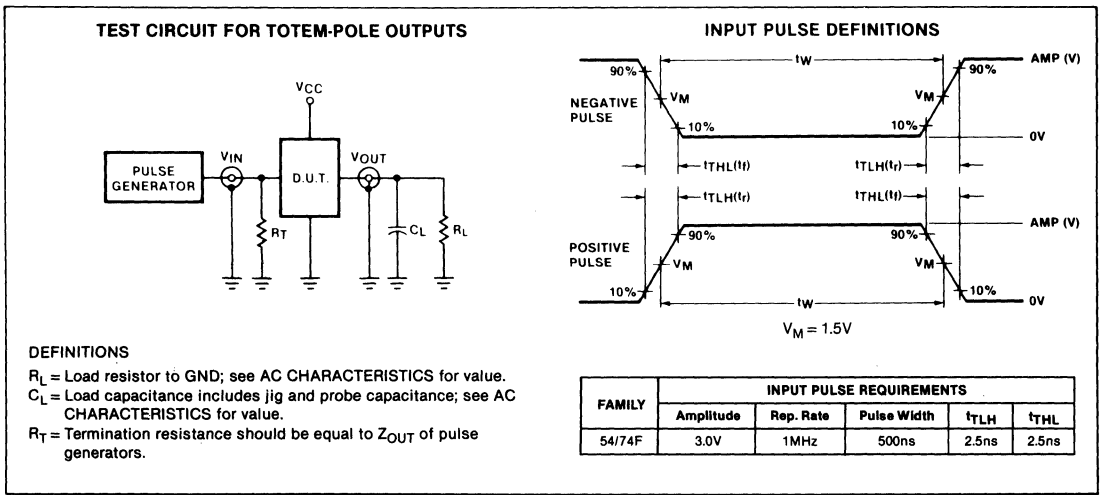 TEST CIRCUIT FOR TOTEM-POLE OUTPUTS
VCC
VIN
VOUT
PULSE
GENERATOR
D.U.T.
RT
CL
RL
DEFINITIONS
RL = Load resistor to GND; see AC CHARACTERISTICS for value.
CL = Load capacitance includes jig and probe capacitance; see AC
CHARACTERISTICS for value.
RT = Termination resistance should be equal to ZOUT of pulse
generators.
INPUT PULSE DEFINITIONS
tW
AMP (V)
90%
90%
NEGATIVE
PULSE
VM
VM
10%
10%
0V
tTHL(tf)
tTLH(tr)
tTLH(tr)
tTHL(tf)
AMP (V)
90%
90%
POSITIVE
PULSE
VM
VM
10%
10%
tW
0V
VM = 1.5V
FAMILY
INPUT PULSE REQUIREMENTS
Amplitude Rep. Rate Pulse Width tTLH tTHL
54/74F 3.0V 1MHz 500ns 2.5ns 2.5ns